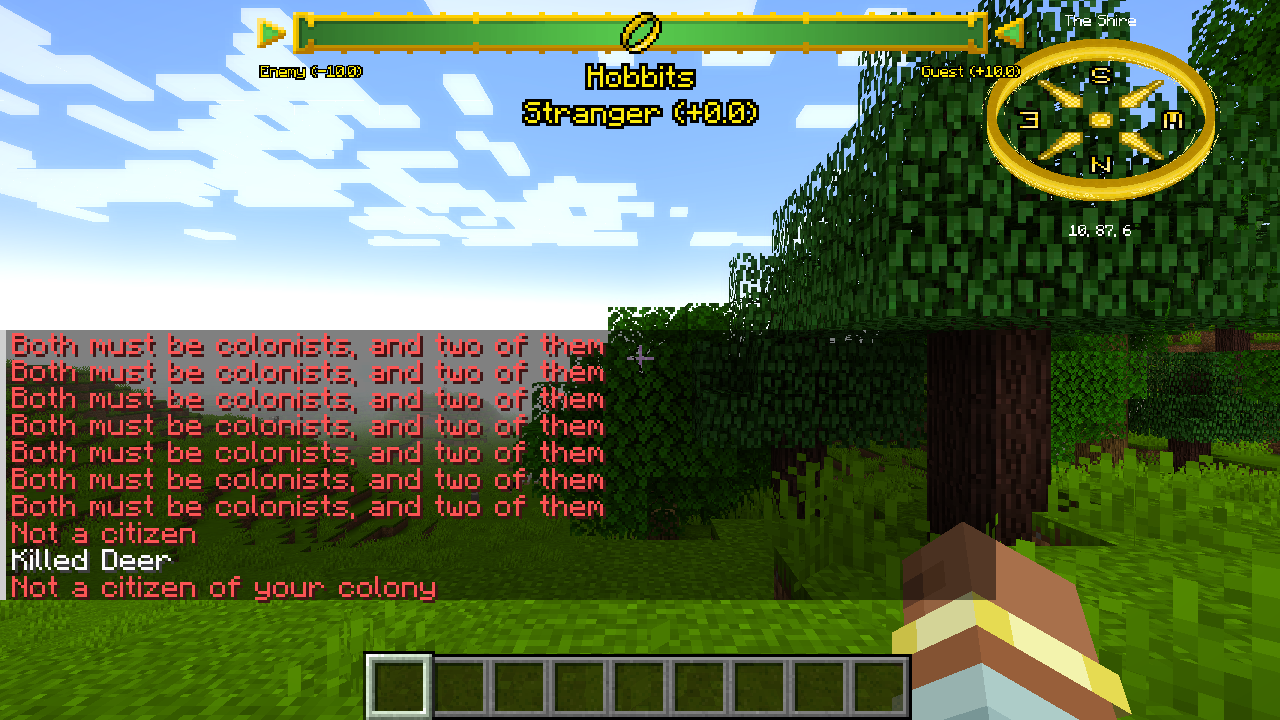 The Shire
Enemy (-10.0)
Hobbits
Guest (+10.0)
Stranger (+0.0)
S
E
W
N
10, 87, 6
Both must be colonists, and two of them
Both must be colonists, and two of them
Both must be colonists, and two of them
Both must be colonists, and two of them
Both must be colonists, and two of them
Both must be colonists, and two of them
Both must be colonists, and two of them
Not a citizen
Killed Deer
Not a citizen of your colony